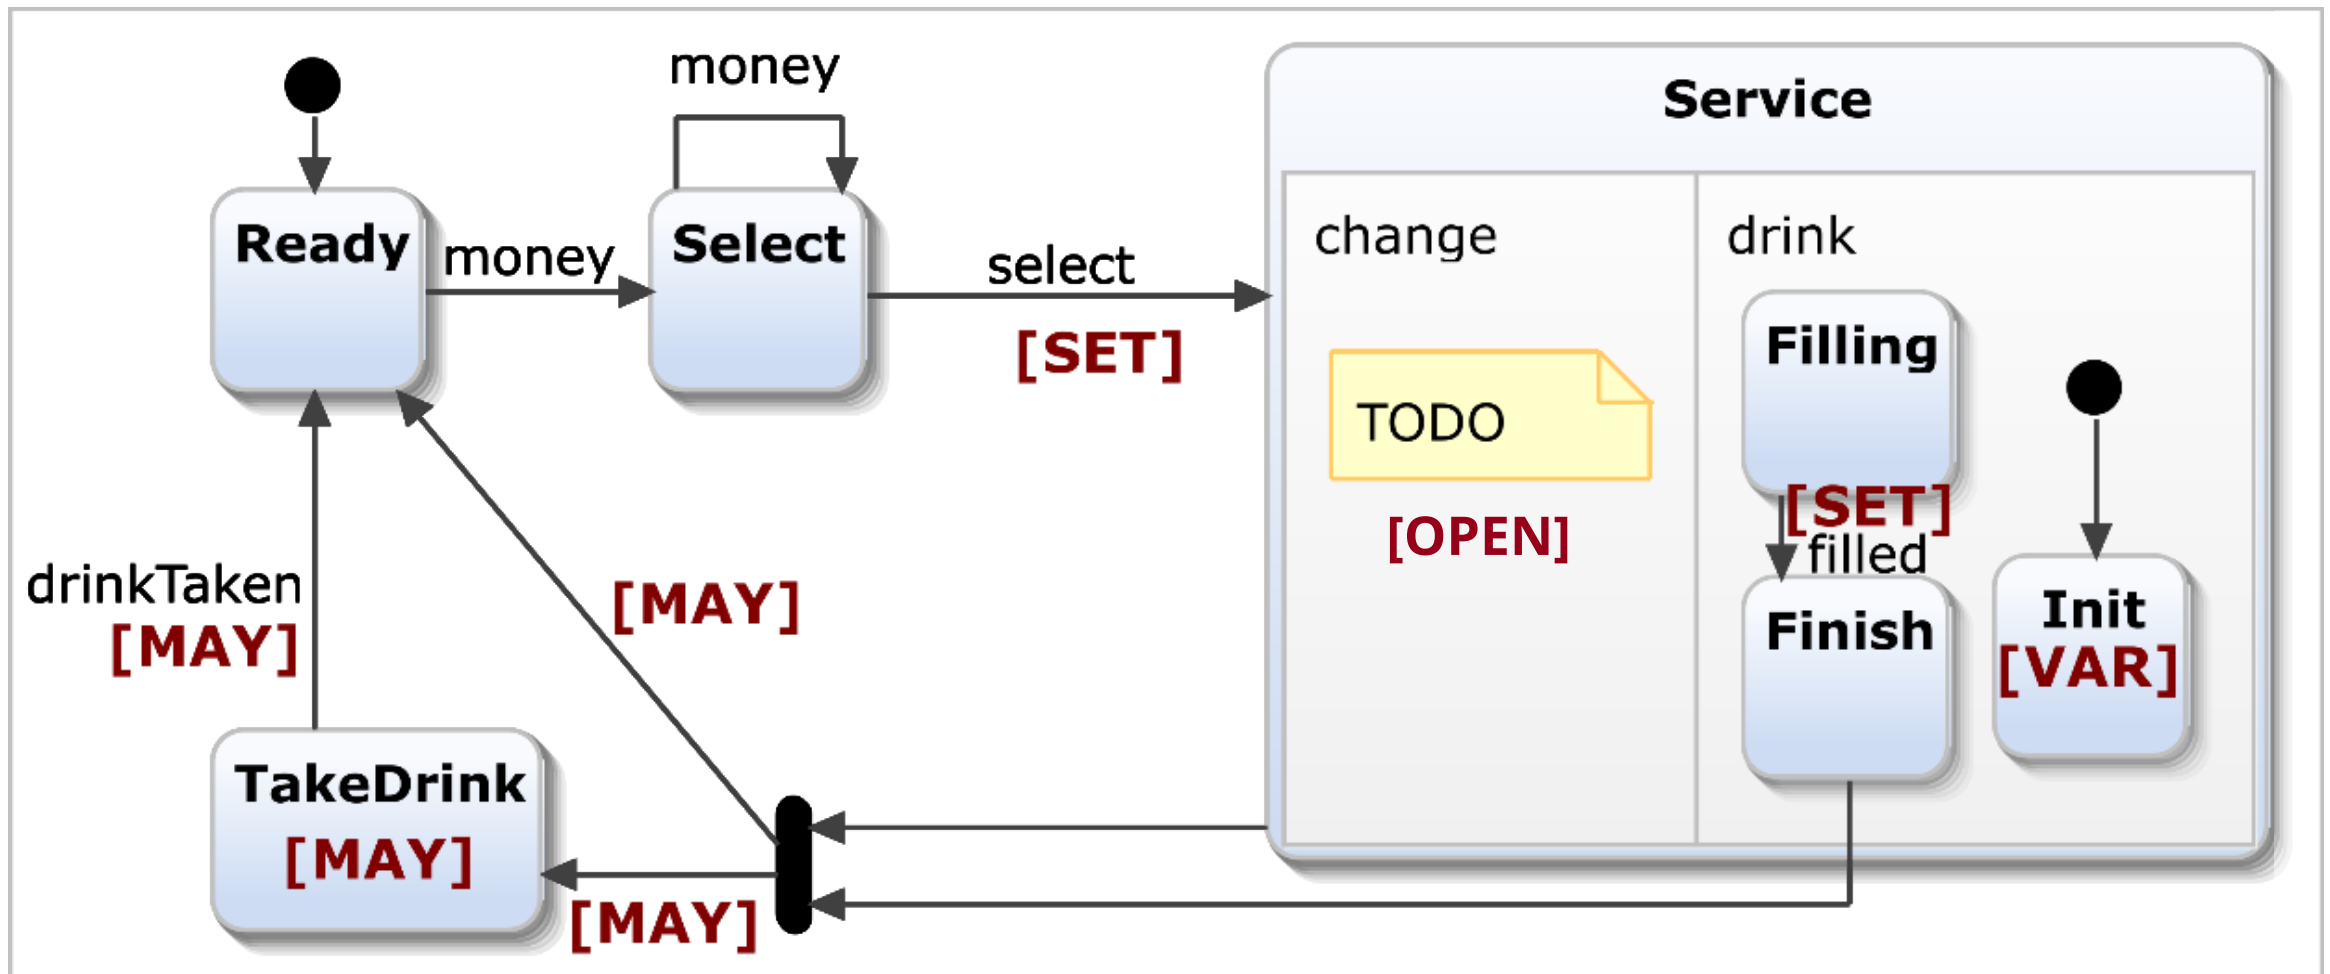 money
Service
Ready
money
Select
select
[SET]
change
drink
TODO
[OPEN]
Filling
[SET]
filled
Finish
Init
[VAR]
drinkTaken
[MAY]
[MAY]
TakeDrink
[MAY]
[MAY]